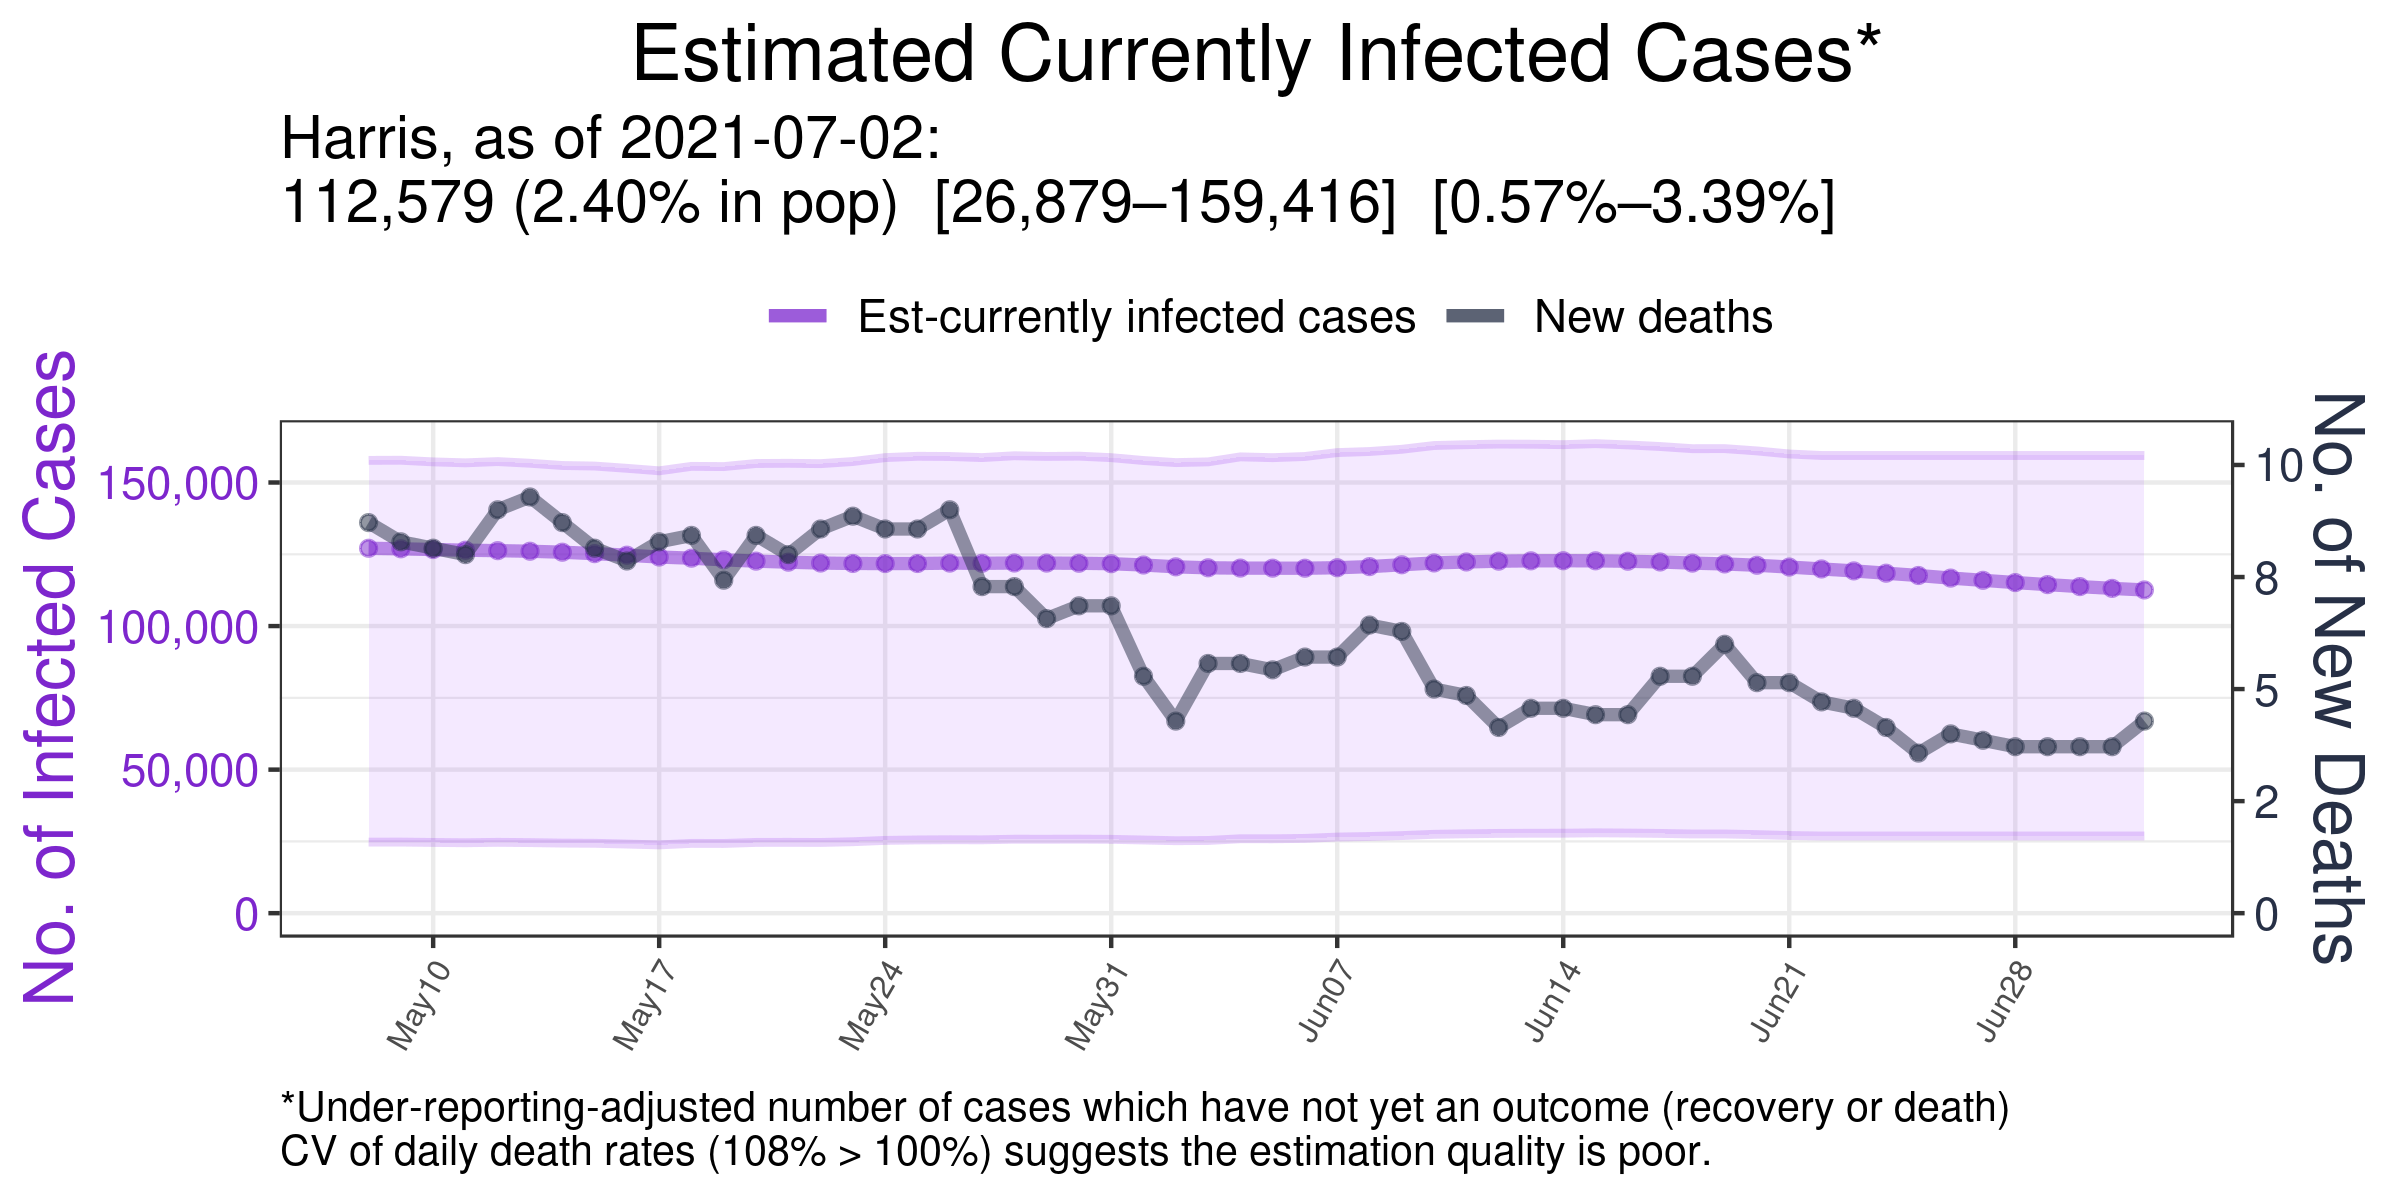 Estimated Currently Infected Cases*
Harris, as of 2021-07-02:
112,579 (2.40% in pop)  [26,879–159,416]  [0.57%–3.39%]
Est-currently infected cases
New deaths
No. of Infected Cases
150,000
100,000
50,000
0
No. of New Deaths
10
8
5
2
0
May10
May17
May24
May31
Jun07
Jun14
Jun21
Jun28
*Under-reporting-adjusted number of cases which have not yet an outcome (recovery or death)
CV of daily death rates (108% > 100%) suggests the estimation quality is poor.